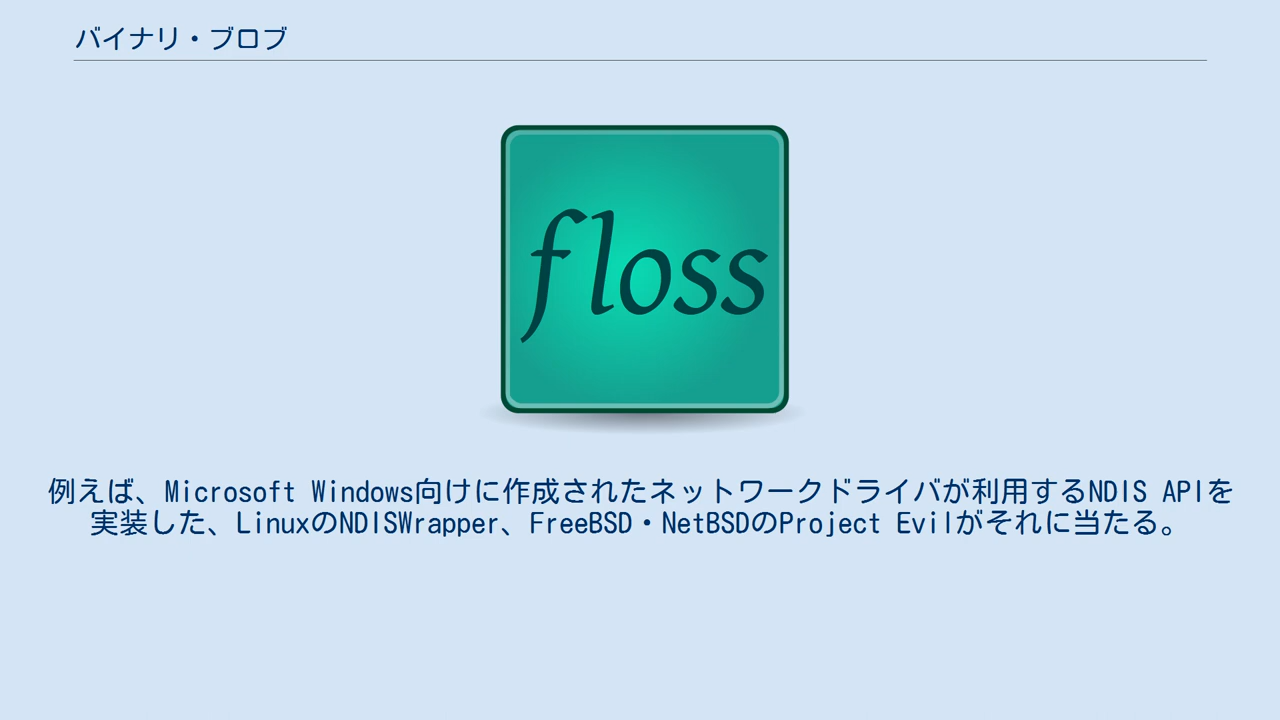 バイナリ・ブロブ
floss
例えば、Microsoft Windows向けに作成されたネットワークドライバが利用するNDIS APIを
実装した、LinuxのNDISWrapper、FreeBSD・NetBSDのProject Evilがそれに当たる。